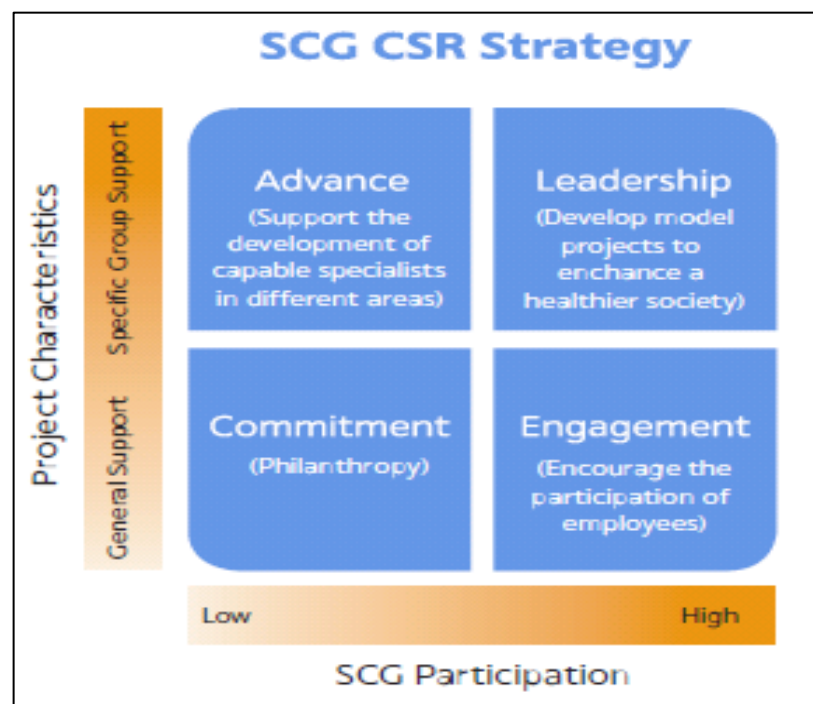 SCG CSR Strategy
Project Characteristics
Specific Group Support
General Support
Advance
(Support the
development of
capable specialists
in different areas)
Leadership
(Develop model
projects to
enchance a
healthier society)
Commitment
(Philanthropy)
Engagement
(Encourage the
participation of
employees)
Low
High
SCG Participation